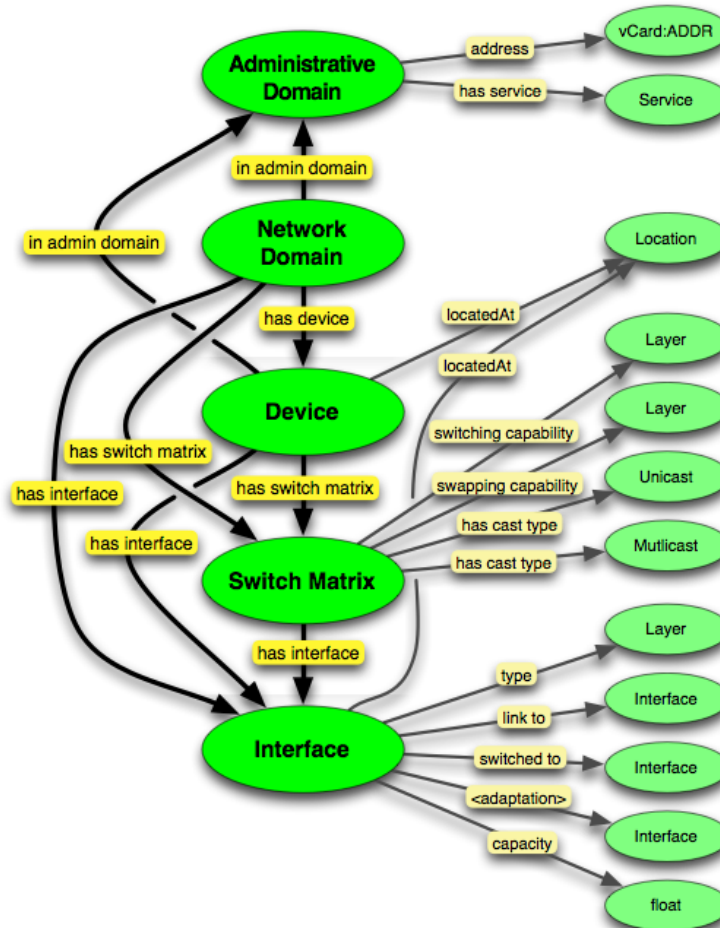 vCard:ADDR
address
Administrative
Domain
has service
Service
in admin domain
Network
Domain
in admin domain
Location
has device
locatedAt
Layer
locatedAt
Device
Layer
switching capability
has switch matrix
Unicast
has switch matrix
swapping capability
has interface
has cast type
has interface
Mutlicast
has cast type
Switch Matrix
Layer
has interface
type
Interface
link to
Interface
switched to
Interface
<adaptation>
Interface
capacity
float